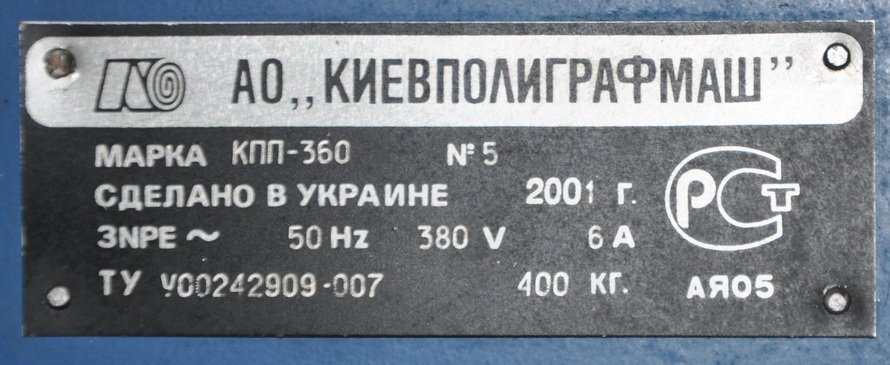 АО „КИЕВПОЛИГРАФМАШ”
МАРКА КПП-360 № 5
СДЕЛАНО В УКРАИНЕ 2001 Г.
3NPE ~ 50 Hz 380 V 6 A
ТУ У00242909-007 400 КГ.
РСТ
АЯ05